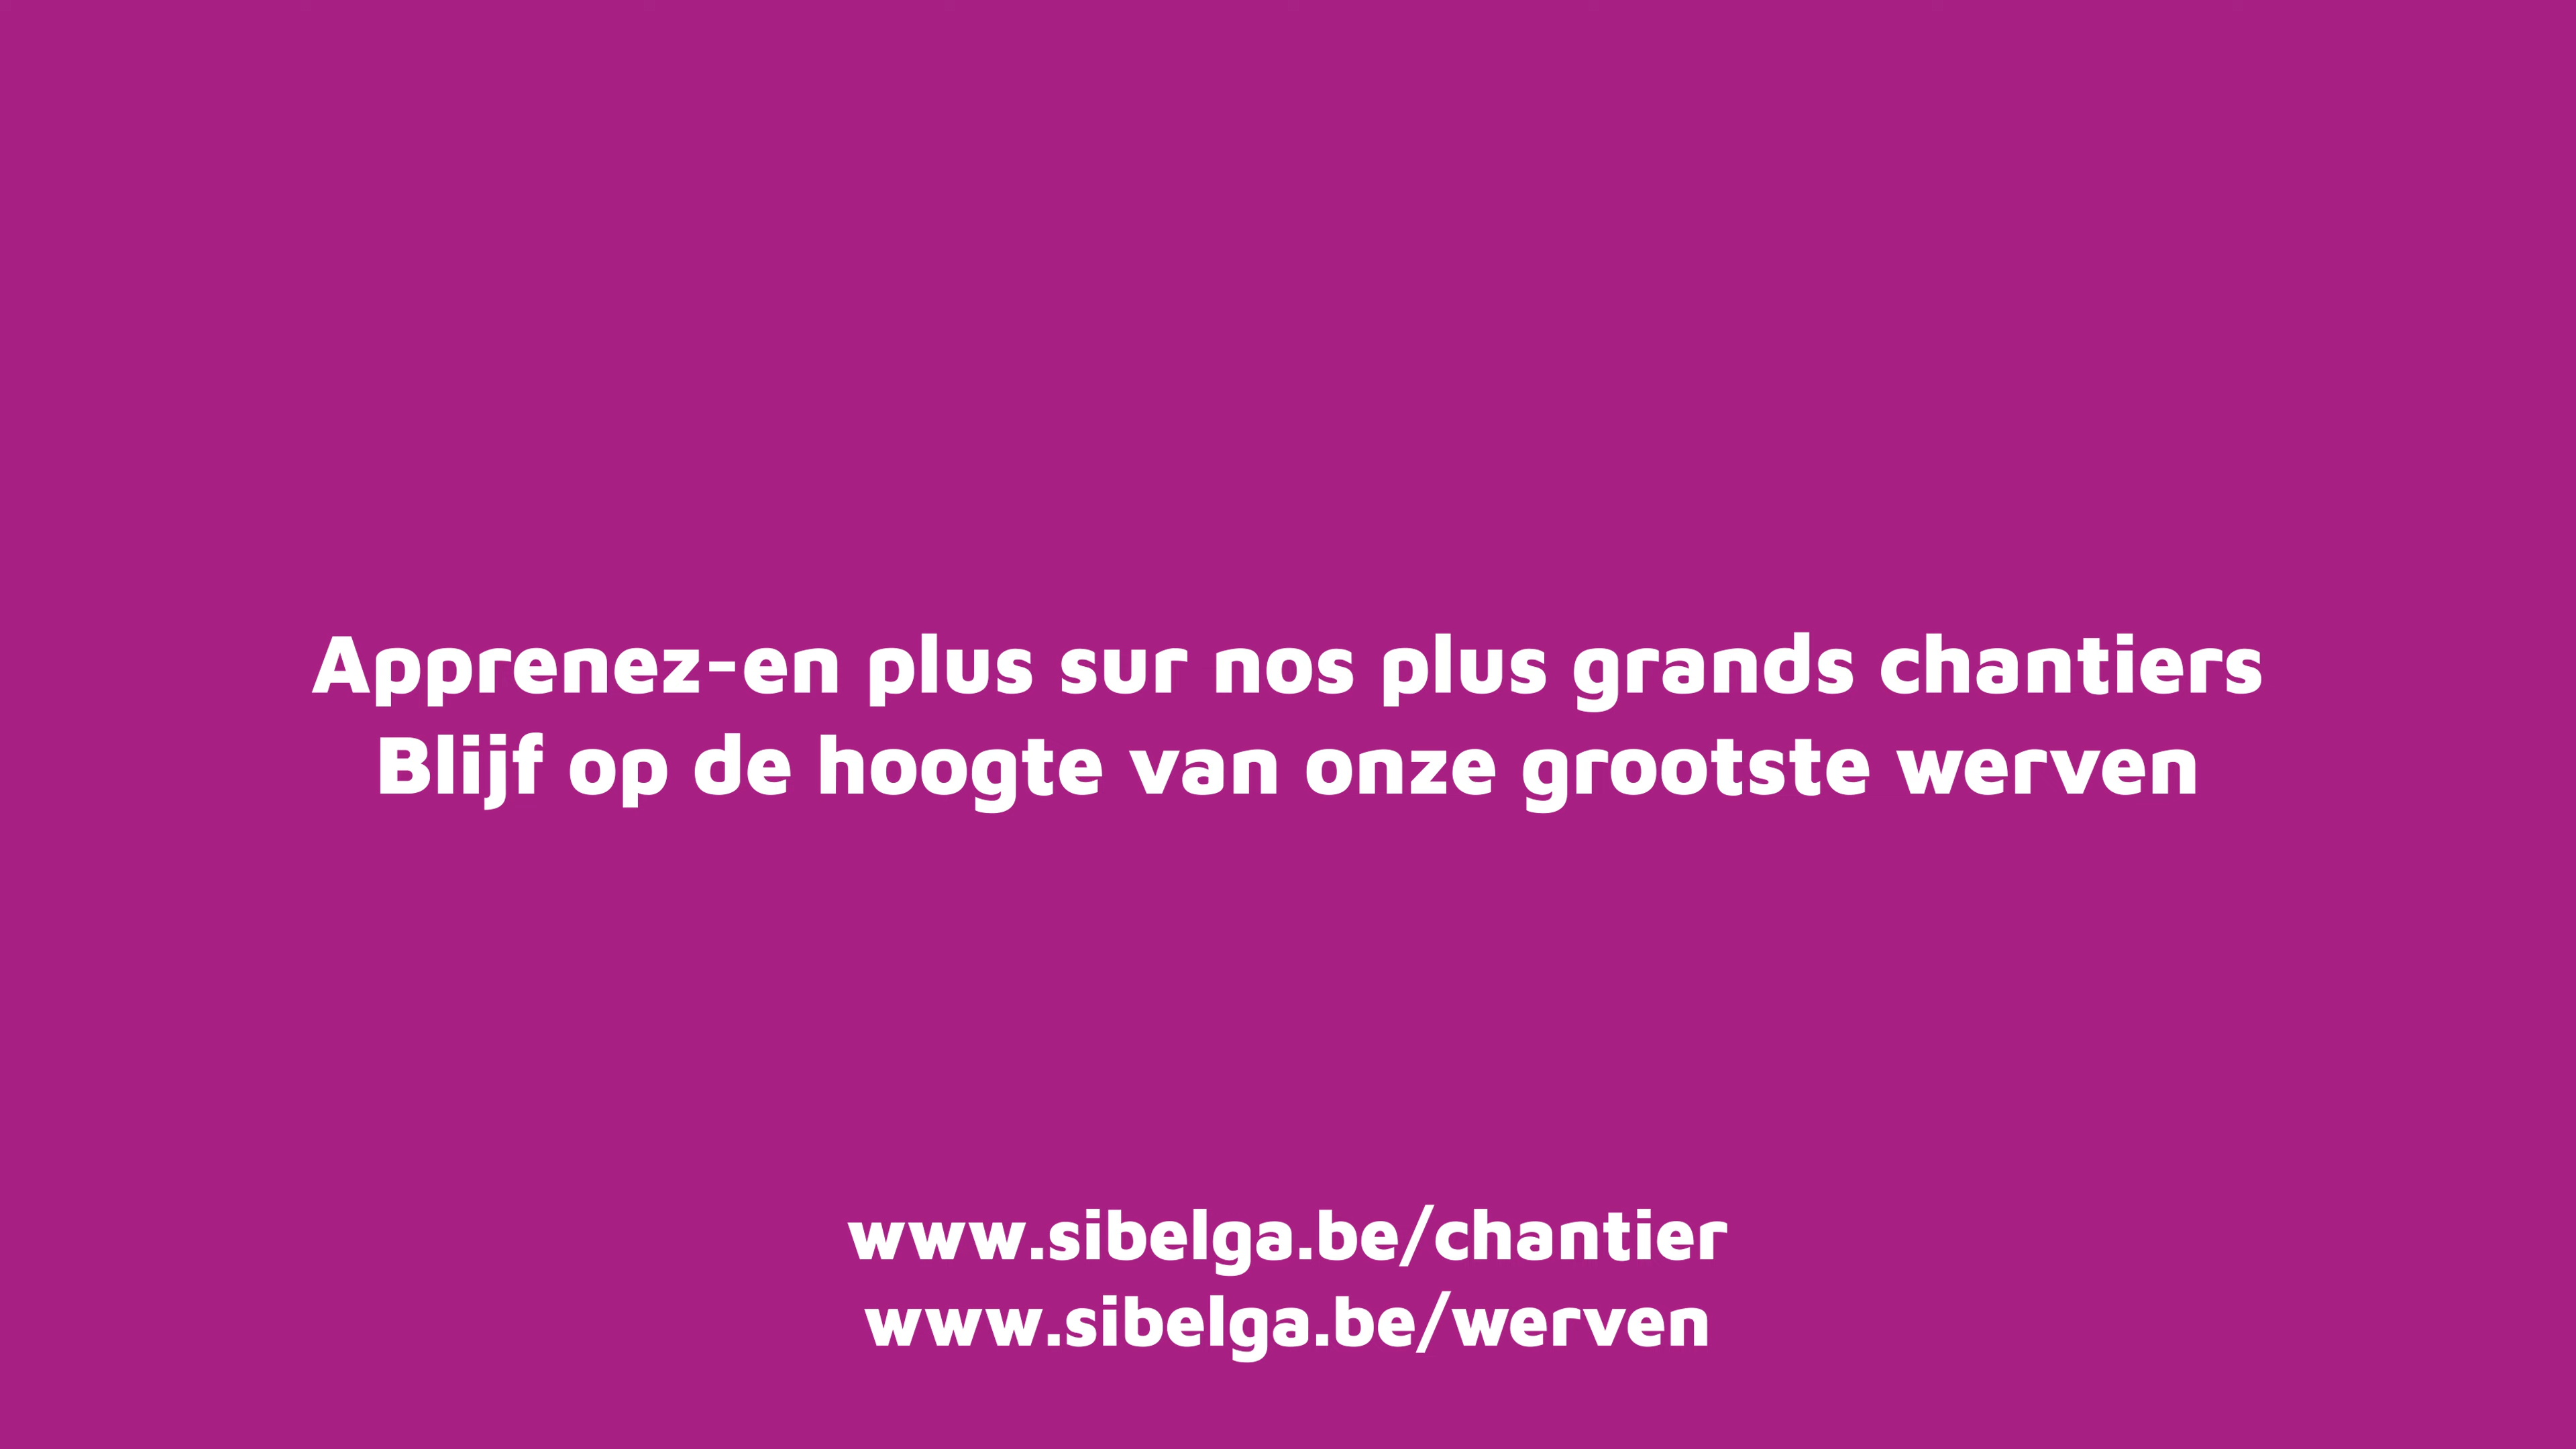 Apprenez-en plus sur nos plus grands chantiers
Blijf op de hoogte van onze grootste werven
www.sibelga.be/chantier
www.sibelga.be/werven